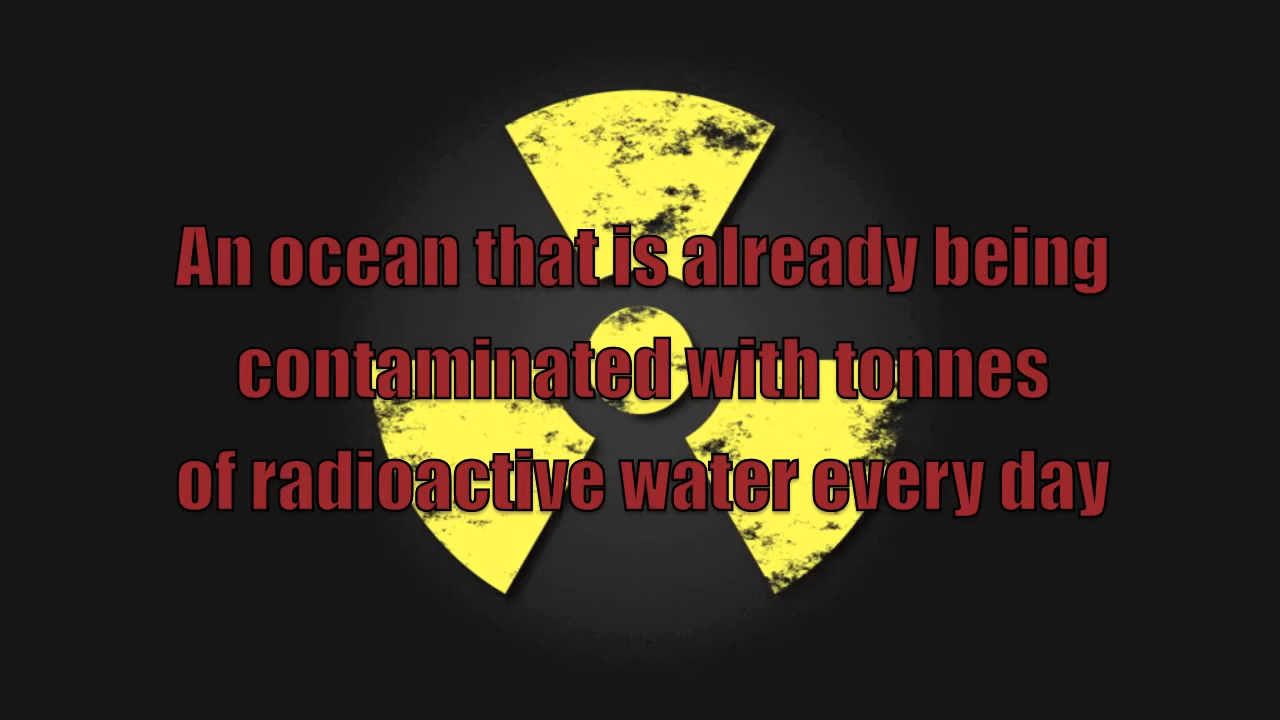 An ocean that is already being
contaminated with tonnes
of radioactive water every day